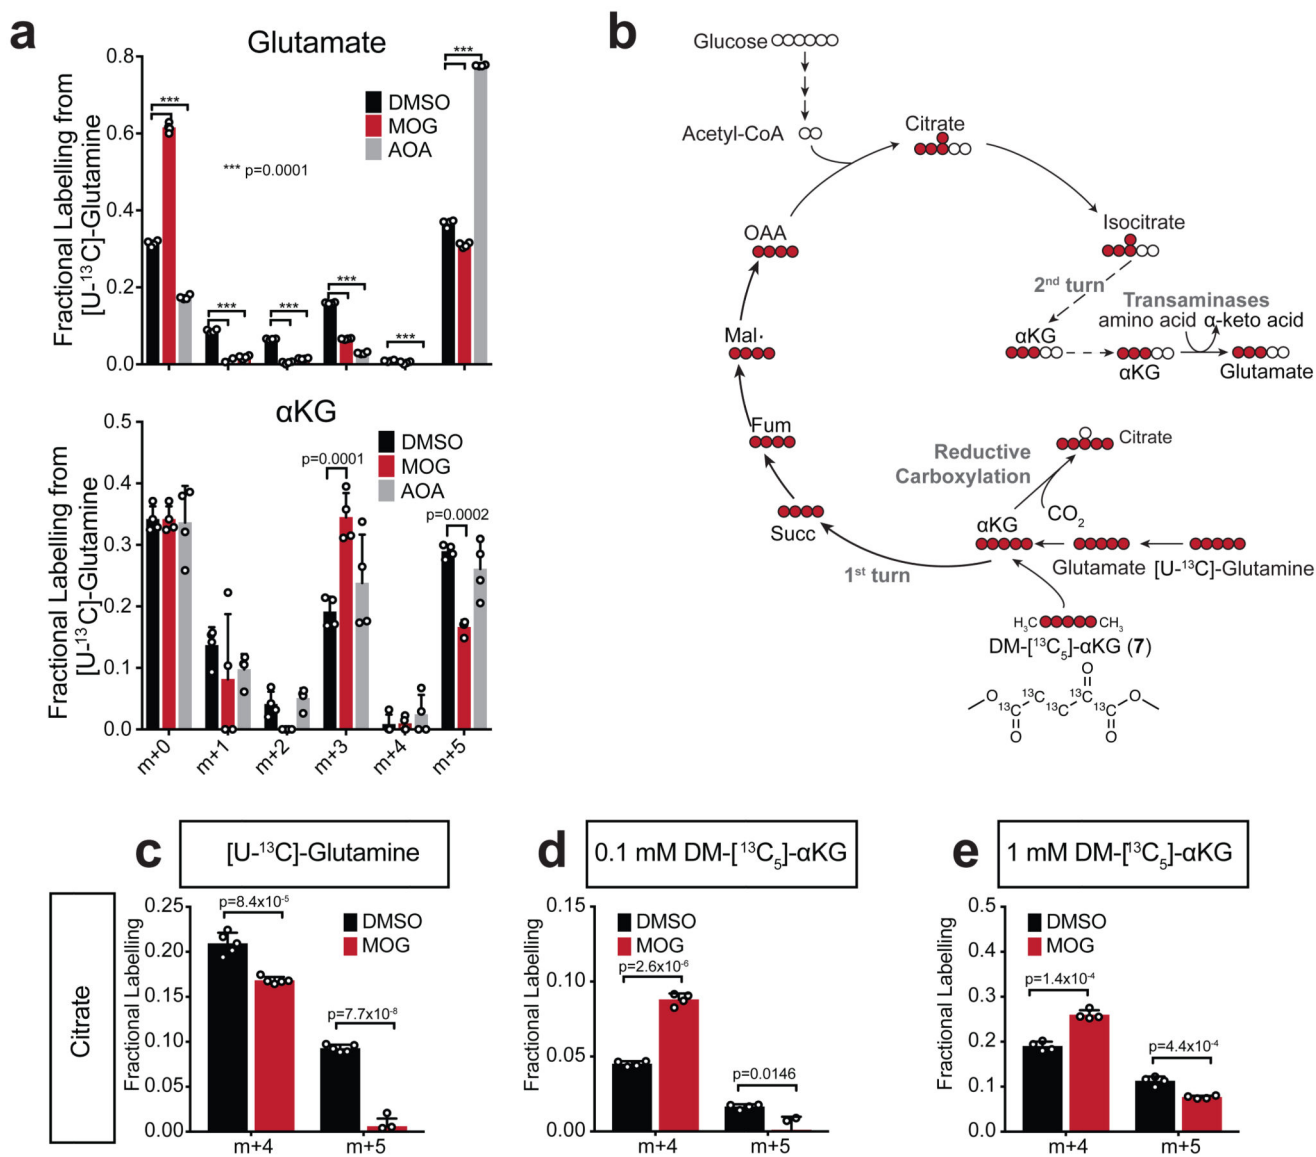 a
Glutamate
Fractional Labelling from
[U-¹³C]-Glutamine
0.8
0.6
0.4
0.2
0.0
***
***
***
***
***
***
DMSO
MOG
AOA
*** p=0.0001
αKG
Fractional Labelling from
[U-¹³C]-Glutamine
0.5
0.4
0.3
0.2
0.1
0.0
DMSO
MOG
AOA
p=0.0001
p=0.0002
m+0
m+1
m+2
m+3
m+4
m+5
b
Glucose
Acetyl-CoA
Citrate
Isocitrate
OAA
2nd turn
Transaminases
amino acid α-keto acid
αKG
αKG
Glutamate
Mal.
Fum
Reductive
Carboxylation
Citrate
CO₂
Succ
αKG
Glutamate
[U-¹³C]-Glutamine
1st turn
H₃C
CH₃
DM-[¹³C₅]-αKG (7)
O
O
¹³C
¹³C
¹³C
¹³C
¹³C
O
O
O
c
[U-¹³C]-Glutamine
Citrate
Fractional Labelling
0.25
0.20
0.15
0.10
0.05
0.00
p=8.4x10⁻⁵
p=7.7x10⁻⁸
DMSO
MOG
m+4
m+5
d
0.1 mM DM-[¹³C₅]-αKG
Fractional Labelling
0.15
0.10
0.05
0.00
DMSO
MOG
p=2.6x10⁻⁶
p=0.0146
m+4
m+5
e
1 mM DM-[¹³C₅]-αKG
Fractional Labelling
0.5
0.4
0.3
0.2
0.1
0.0
DMSO
MOG
p=1.4x10⁻⁴
p=4.4x10⁻⁴
m+4
m+5